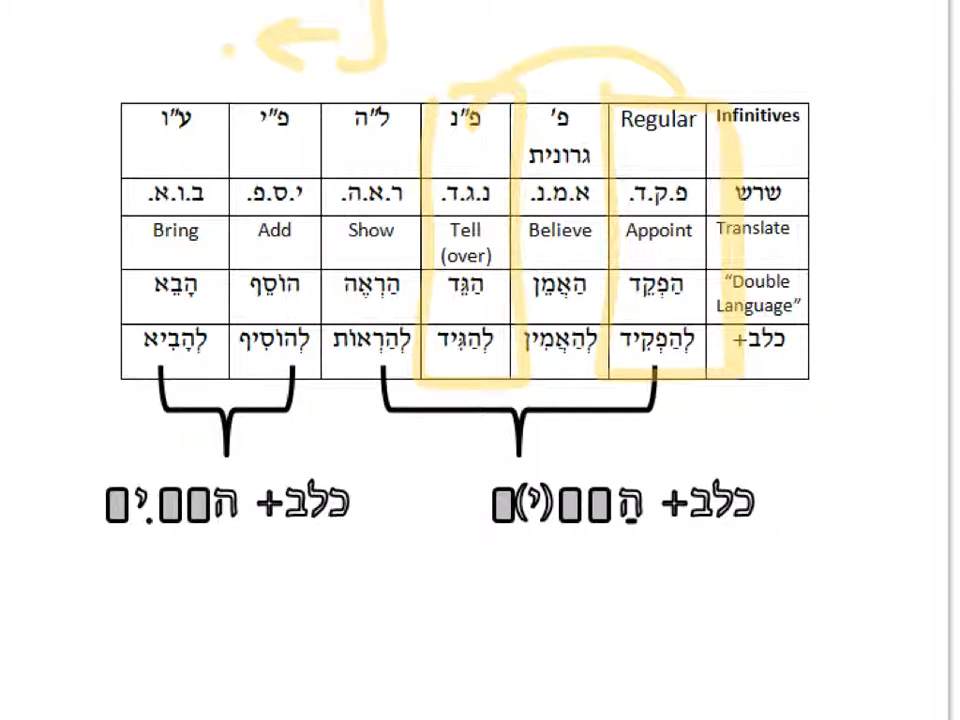 Infinitives Regular פ' גרונית פ"נ ל"ה פ"י ע"ו
שרש פ.ק.ד. א.מ.נ. נ.ג.ד. ר.א.ה. י.ס.פ. ב.ו.א.
Translate Appoint Believe Tell (over) Show Add Bring
"Double Language" הַפְקֵד הַאֲמֵן הַגֵּד הַרְאֶה הוֹסֵף הָבֵא
כלב+ לְהַפְקִיד לְהַאֲמִין לְהַגִּיד לְהַרְאוֹת לְהוֹסִיף לְהָבִיא
כלב+ הַ▯▯(י)▯
כלב+ ה▯▯ִי▯